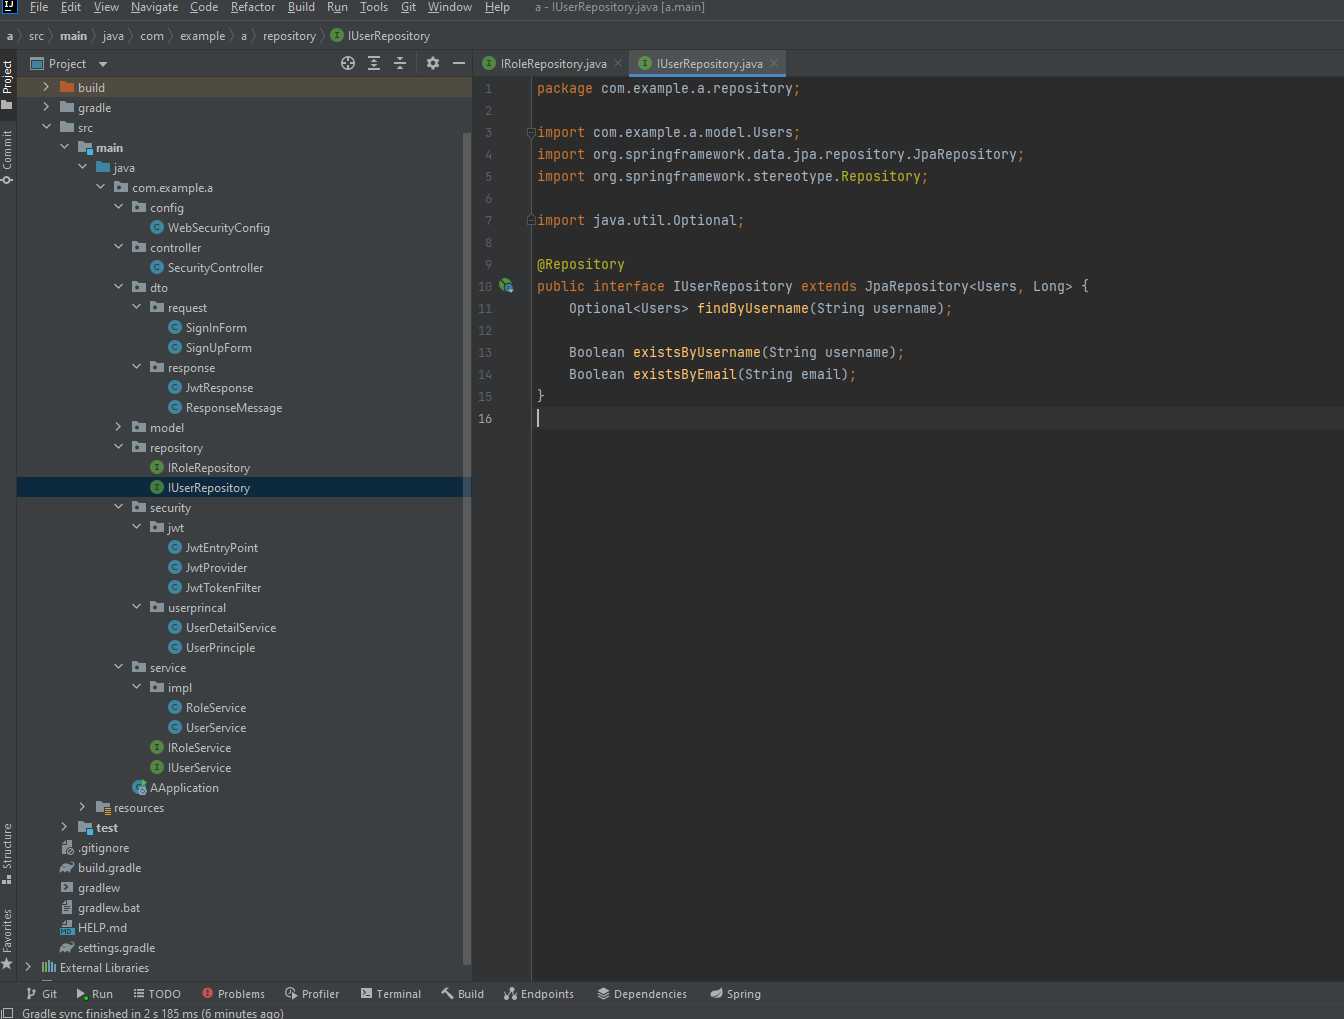 File Edit View Navigate Code Refactor Build Run Tools Git Window Help a - IUserRepository.java [a.main]
a src main java com example a repository IUserRepository
Project
Commit
Structure
Favorites
Project
build
gradle
src
main
java
com.example.a
config
WebSecurityConfig
controller
SecurityController
dto
request
SignInForm
SignUpForm
response
JwtResponse
ResponseMessage
model
repository
IRoleRepository
IUserRepository
security
jwt
JwtEntryPoint
JwtProvider
JwtTokenFilter
userprincal
UserDetailService
UserPrinciple
service
impl
RoleService
UserService
IRoleService
IUserService
AApplication
resources
test
.gitignore
build.gradle
gradlew
gradlew.bat
HELP.md
settings.gradle
External Libraries
IRoleRepository.java IUserRepository.java
1 package com.example.a.repository;
2
3 import com.example.a.model.Users;
4 import org.springframework.data.jpa.repository.JpaRepository;
5 import org.springframework.stereotype.Repository;
6
7 import java.util.Optional;
8
9 @Repository
10 public interface IUserRepository extends JpaRepository<Users, Long> {
11 Optional<Users> findByUsername(String username);
12
13 Boolean existsByUsername(String username);
14 Boolean existsByEmail(String email);
15 }
16
Git Run TODO Problems Profiler Terminal Build Endpoints Dependencies Spring
Gradle sync finished in 2 s 185 ms (6 minutes ago)